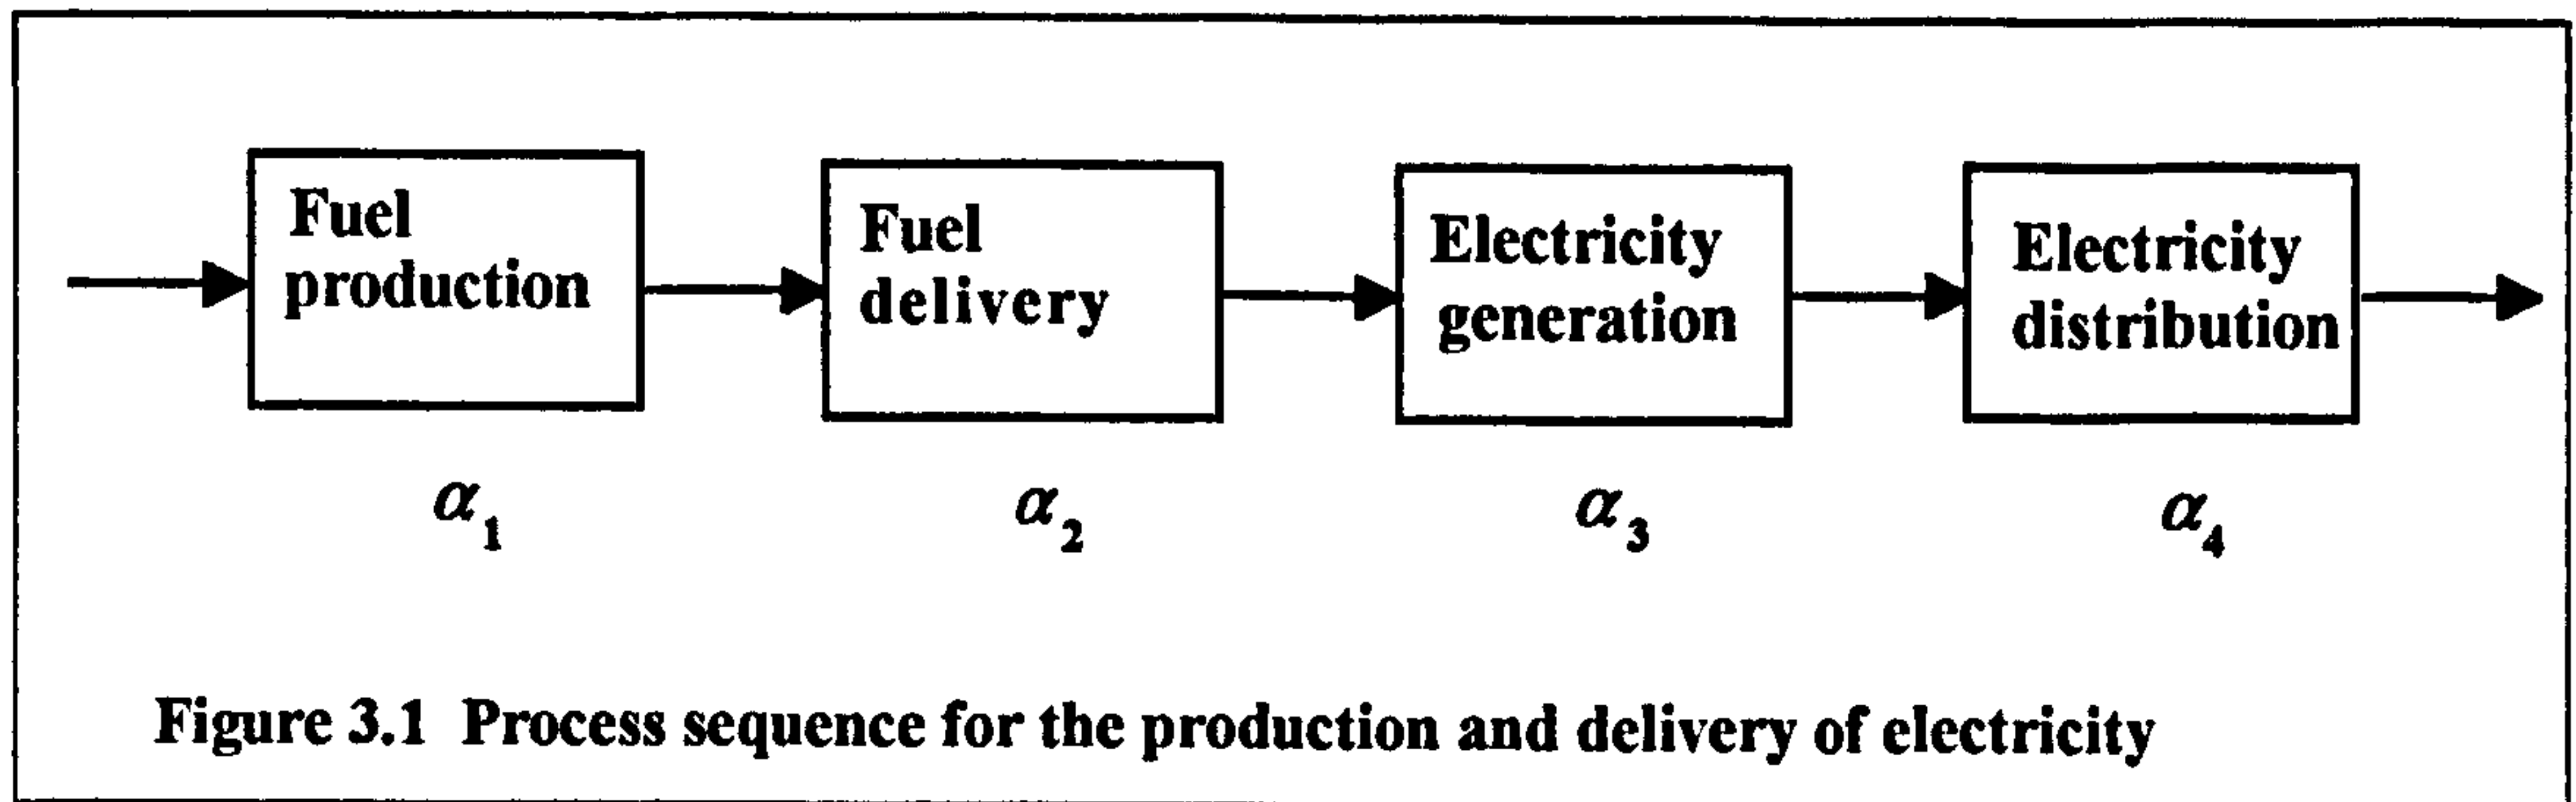 Fuel
production
Fuel
delivery
Electricity
generation
Electricity
distribution
α₁
α₂
α₃
α₄
Figure 3.1 Process sequence for the production and delivery of electricity